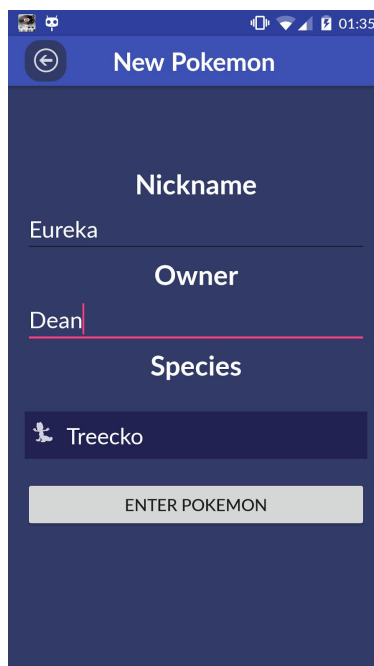 01:35
New Pokemon
Nickname
Eureka
Owner
Dean
Species
Treecko
ENTER POKEMON